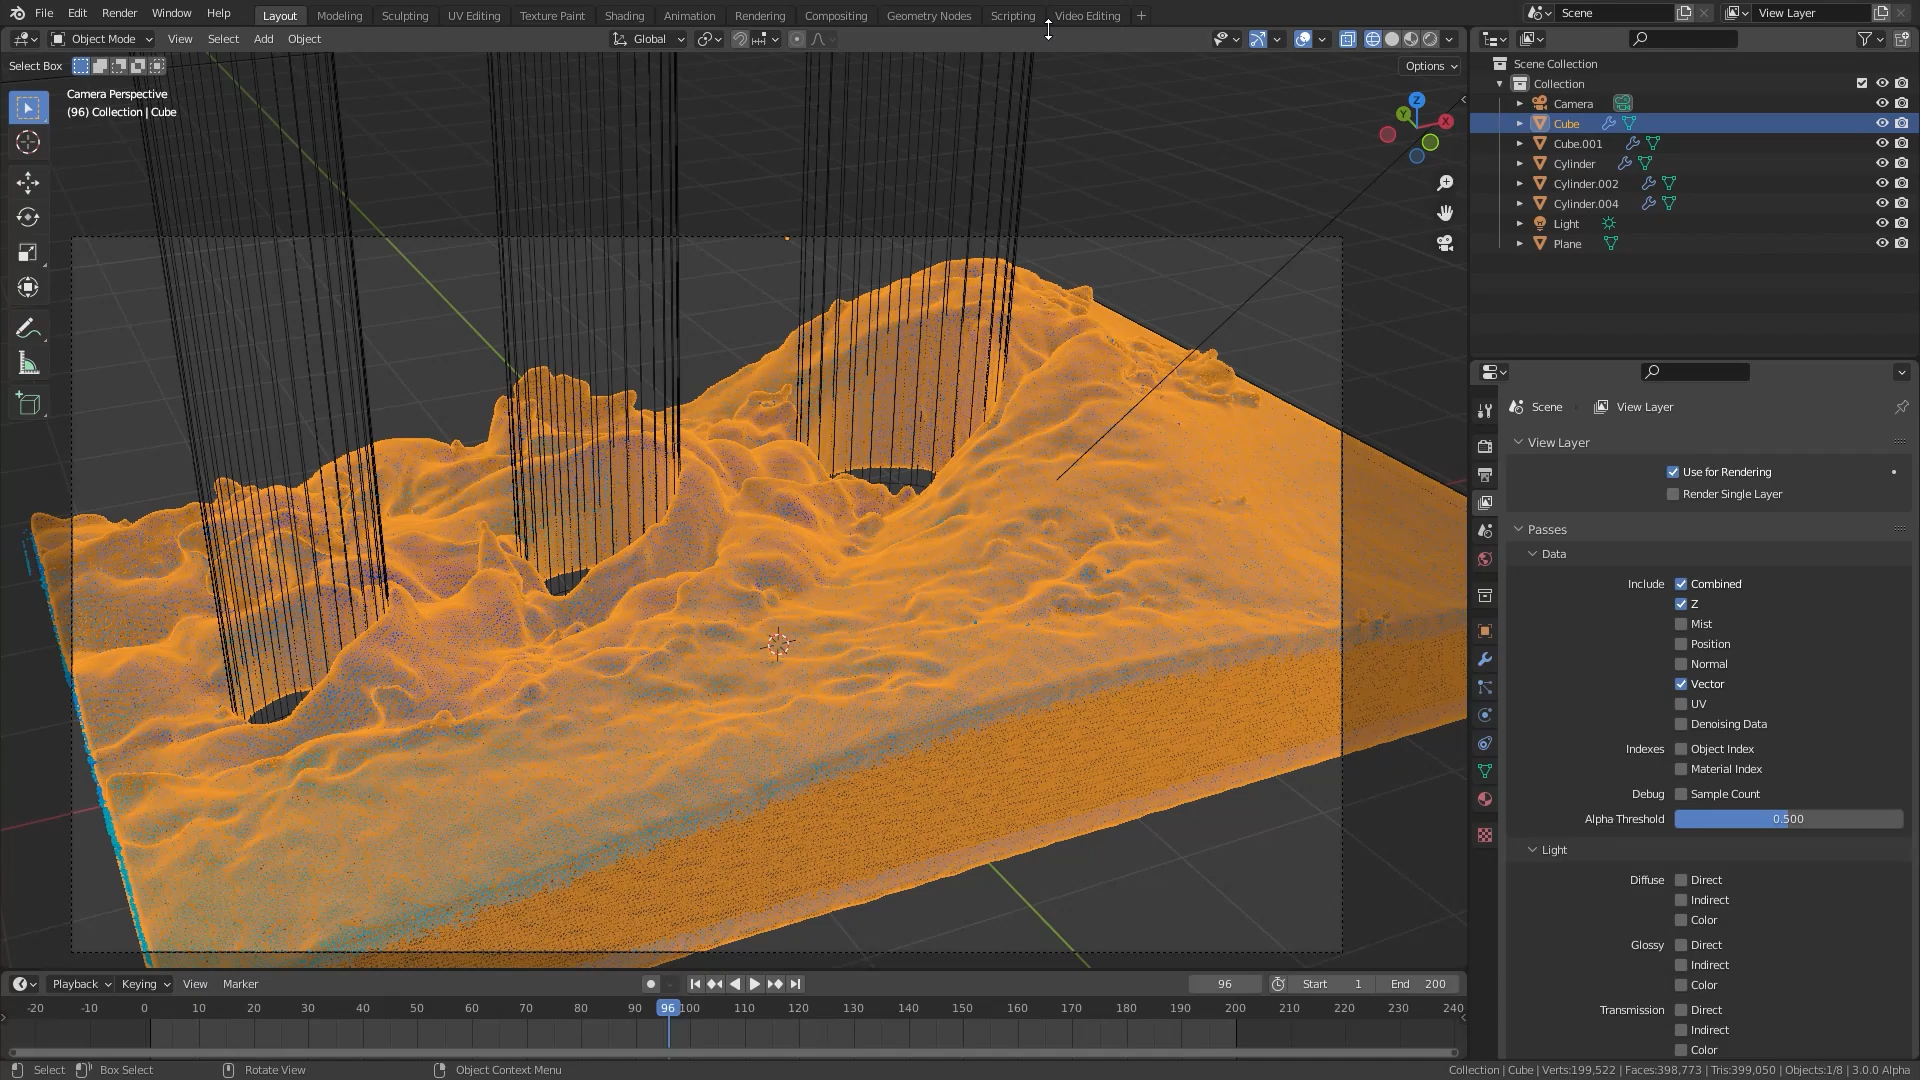 File Edit Render Window Help Layout Modeling Sculpting UV Editing Texture Paint Shading Animation Rendering Compositing Geometry Nodes Scripting Video Editing + Scene View Layer
Object Mode View Select Add Object Global
Select Box Options
Camera Perspective
(96) Collection | Cube
Z
Y
X
Scene Collection
Collection
Camera
Cube
Cube.001
Cylinder
Cylinder.002
Cylinder.004
Light
Plane
Scene View Layer
View Layer
Use for Rendering
Render Single Layer
Passes
Data
Include Combined
Z
Mist
Position
Normal
Vector
UV
Denoising Data
Indexes Object Index
Material Index
Debug Sample Count
Alpha Threshold 0.500
Light
Diffuse Direct
Indirect
Color
Glossy Direct
Indirect
Color
Transmission Direct
Indirect
Color
Playback Keying View Marker 96 Start 1 End 200
-20 -10 0 10 20 30 40 50 60 70 80 90 96 100 110 120 130 140 150 160 170 180 190 200 210 220 230 240
Select Box Select Rotate View Object Context Menu Collection | Cube | Verts:199,522 | Faces:398,773 | Tris:399,050 | Objects:1/8 | 3.0.0 Alpha